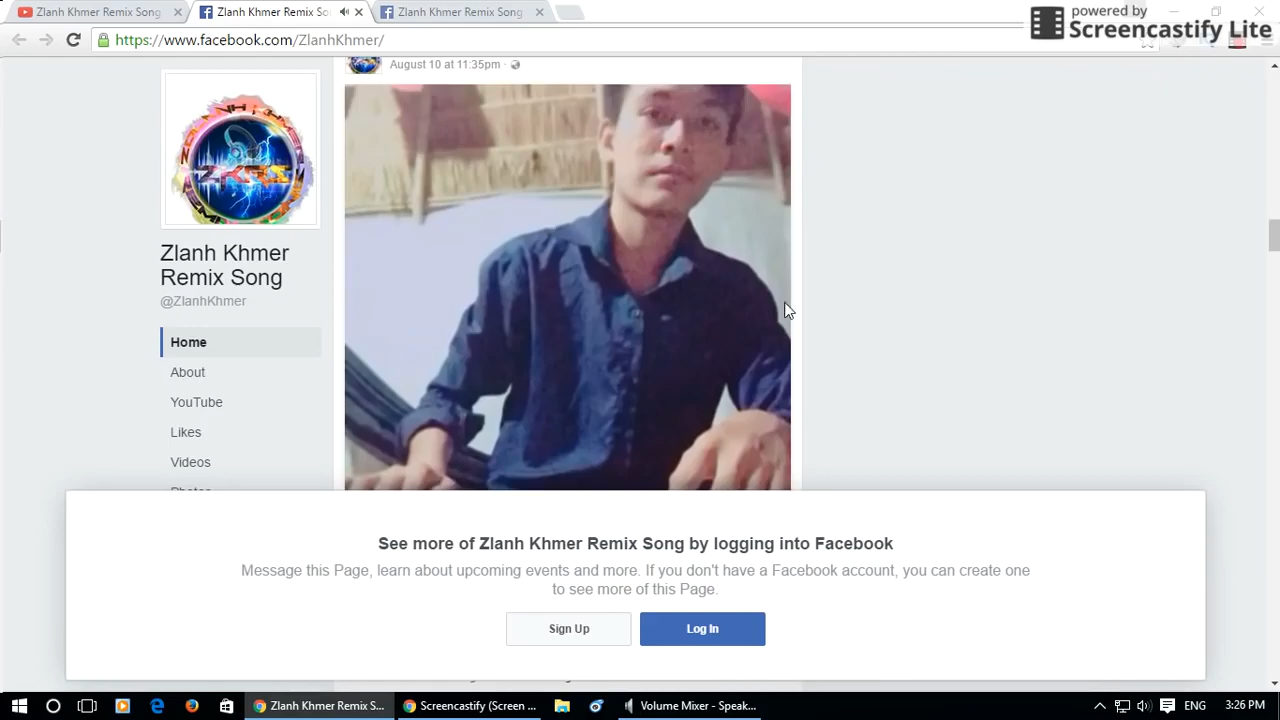 Zlanh Khmer Remix Song
Zlanh Khmer Remix So
Zlanh Khmer Remix Song
powered by
Screencastify Lite
https://www.facebook.com/ZlanhKhmer/
August 10 at 11:35pm
ZKRS
Zlanh Khmer
Remix Song
@ZlanhKhmer
Home
About
YouTube
Likes
Videos
Photos
See more of Zlanh Khmer Remix Song by logging into Facebook
Message this Page, learn about upcoming events and more. If you don't have a Facebook account, you can create one
to see more of this Page.
Sign Up
Log In
Zlanh Khmer Remix S...
Screencastify (Screen ...
Volume Mixer - Speak...
ENG
3:26 PM